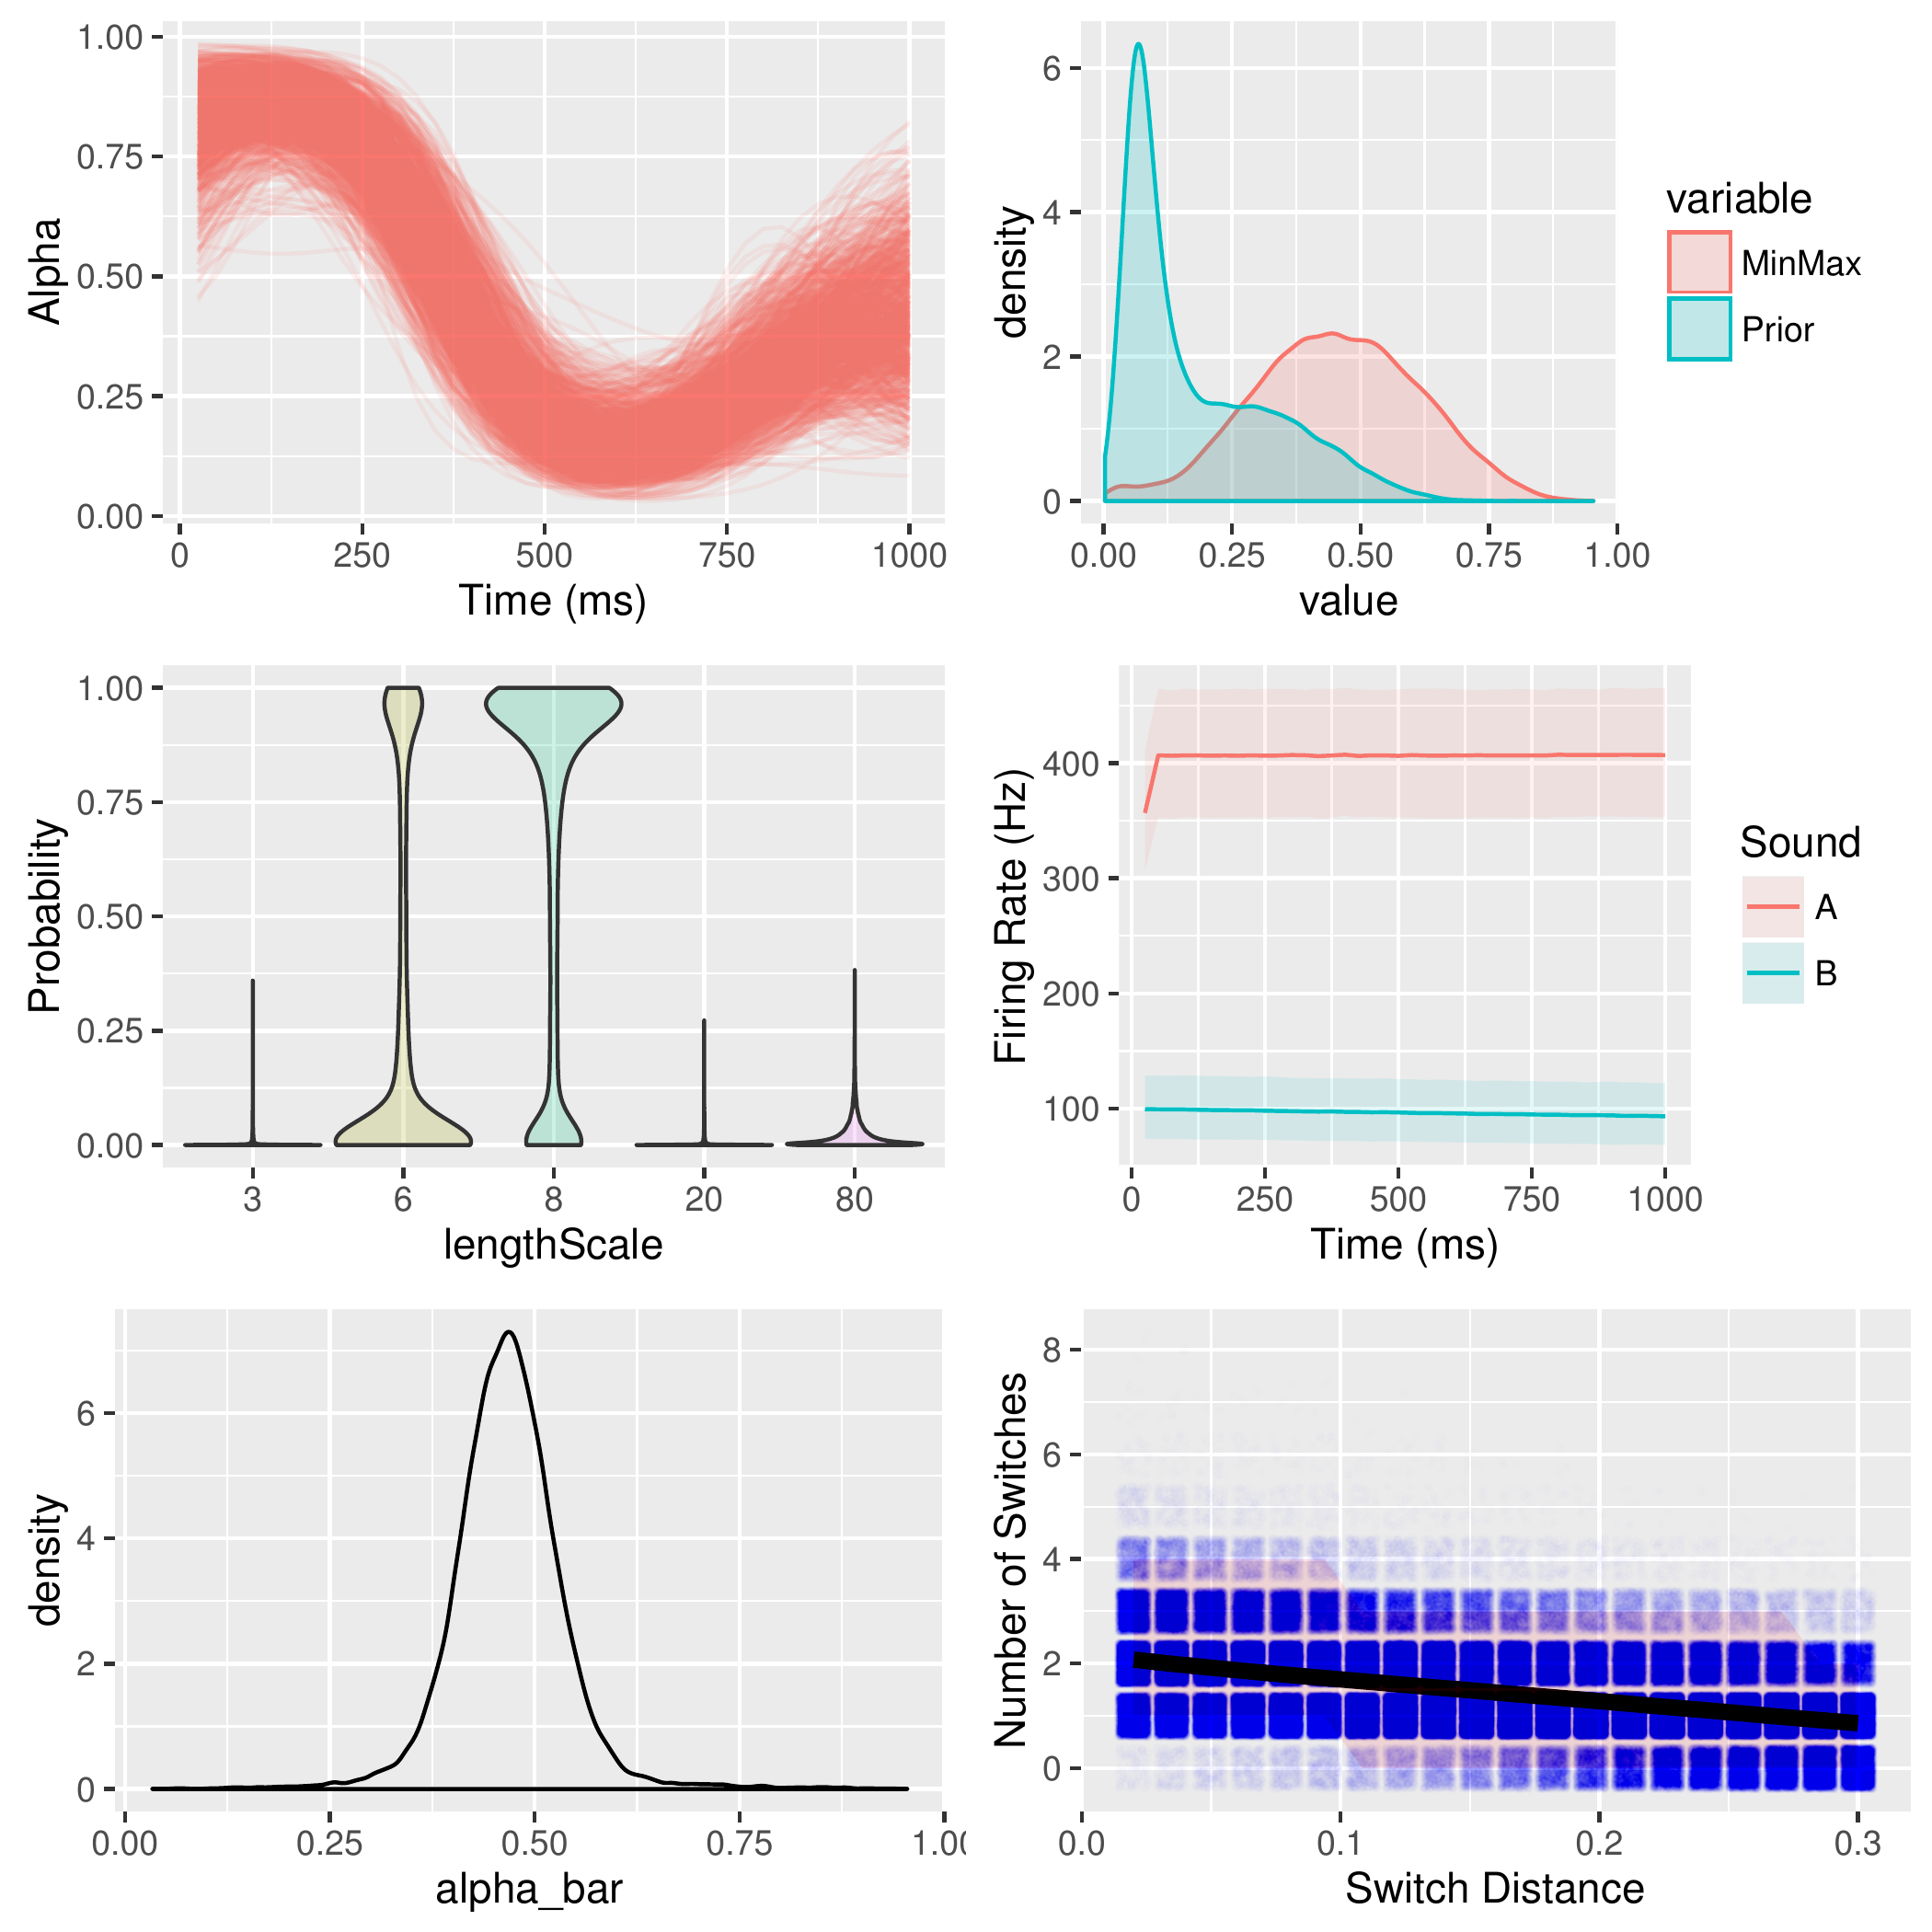 Alpha
1.00
0.75
0.50
0.25
0.00
0 250 500 750 1000
Time (ms)
density
6
4
2
0
0.00 0.25 0.50 0.75 1.00
value
variable
MinMax
Prior
Probability
1.00
0.75
0.50
0.25
0.00
3 6 8 20 80
lengthScale
Firing Rate (Hz)
400
300
200
100
0 250 500 750 1000
Time (ms)
Sound
A
B
density
6
4
2
0
0.00 0.25 0.50 0.75 1.0
alpha_bar
Number of Switches
8
6
4
2
0
0.0 0.1 0.2 0.3
Switch Distance